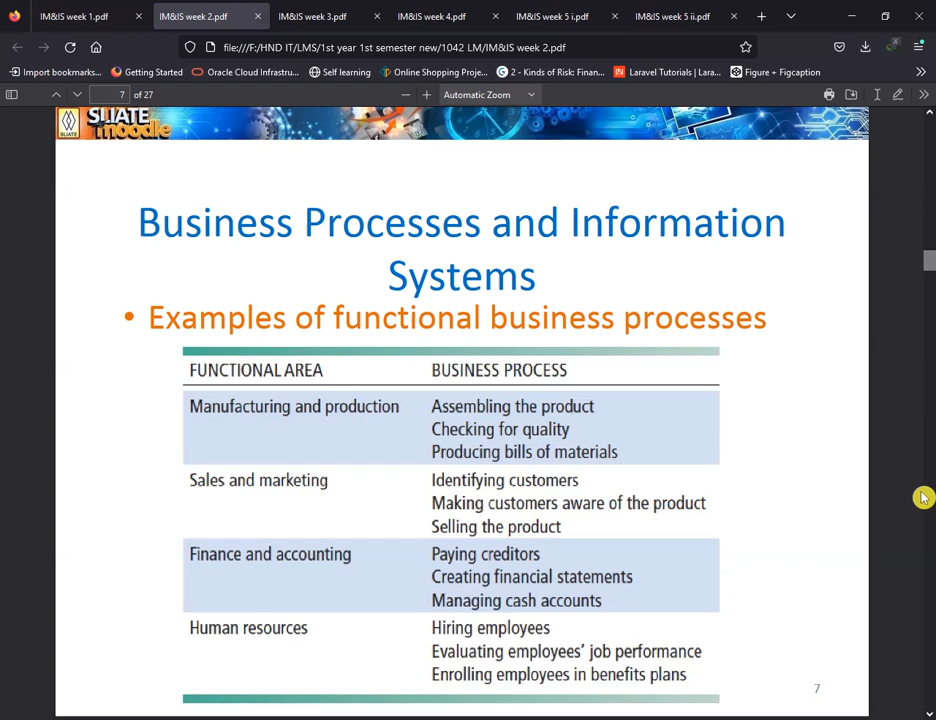 IM&IS week 1.pdf
IM&IS week 2.pdf
IM&IS week 3.pdf
IM&IS week 4.pdf
IM&IS week 5 i.pdf
IM&IS week 5 ii.pdf
file:///F:/HND IT/LMS/1st year 1st semester new/1042 LM/IM&IS week 2.pdf
Import bookmarks...
Getting Started
Oracle Cloud Infrastru...
Self learning
Online Shopping Proje...
2 - Kinds of Risk: Finan...
Laravel Tutorials | Lara...
Figure + Figcaption
7 of 27
Automatic Zoom
SLIATE
moodle
SLIATE
Business Processes and Information
Systems
• Examples of functional business processes
FUNCTIONAL AREA BUSINESS PROCESS
Manufacturing and production Assembling the product
Checking for quality
Producing bills of materials
Sales and marketing Identifying customers
Making customers aware of the product
Selling the product
Finance and accounting Paying creditors
Creating financial statements
Managing cash accounts
Human resources Hiring employees
Evaluating employees' job performance
Enrolling employees in benefits plans
7